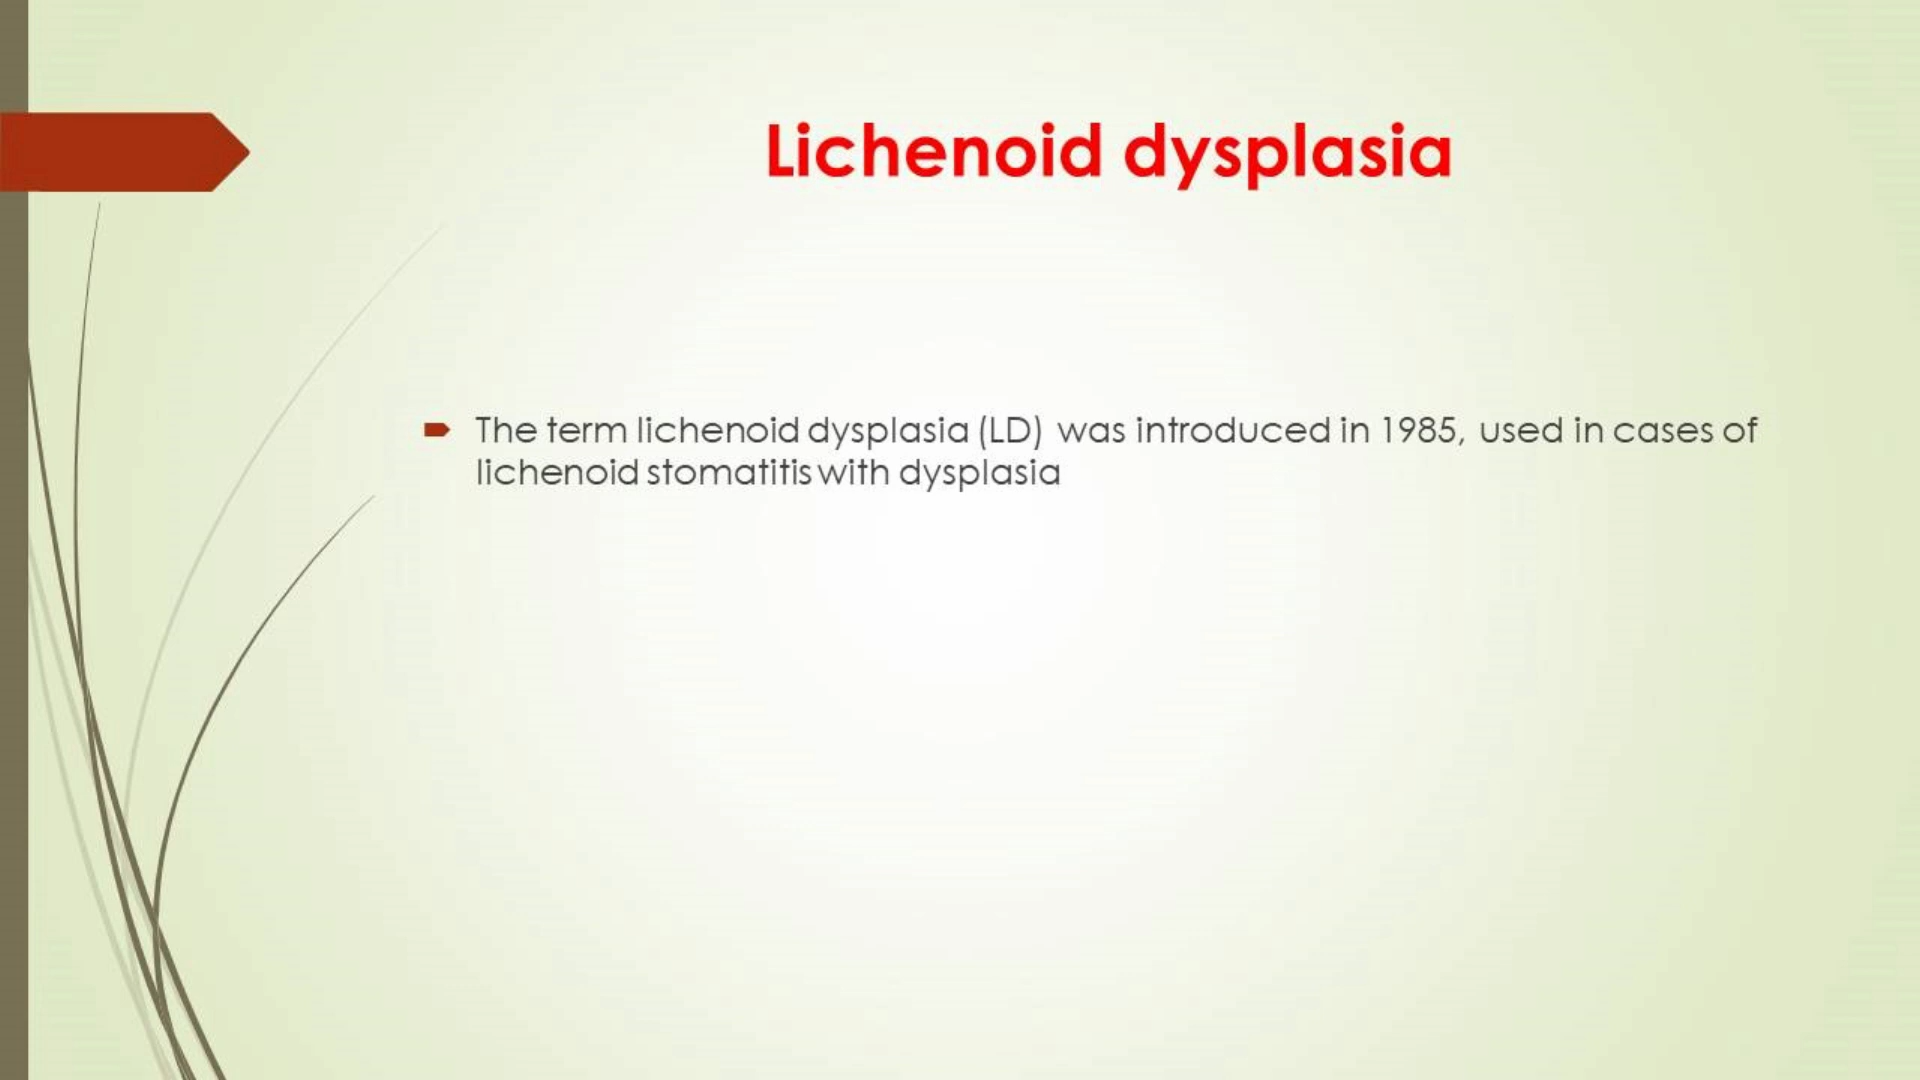 Lichenoid dysplasia
The term lichenoid dysplasia (LD) was introduced in 1985, used in cases of
lichenoid stomatitis with dysplasia